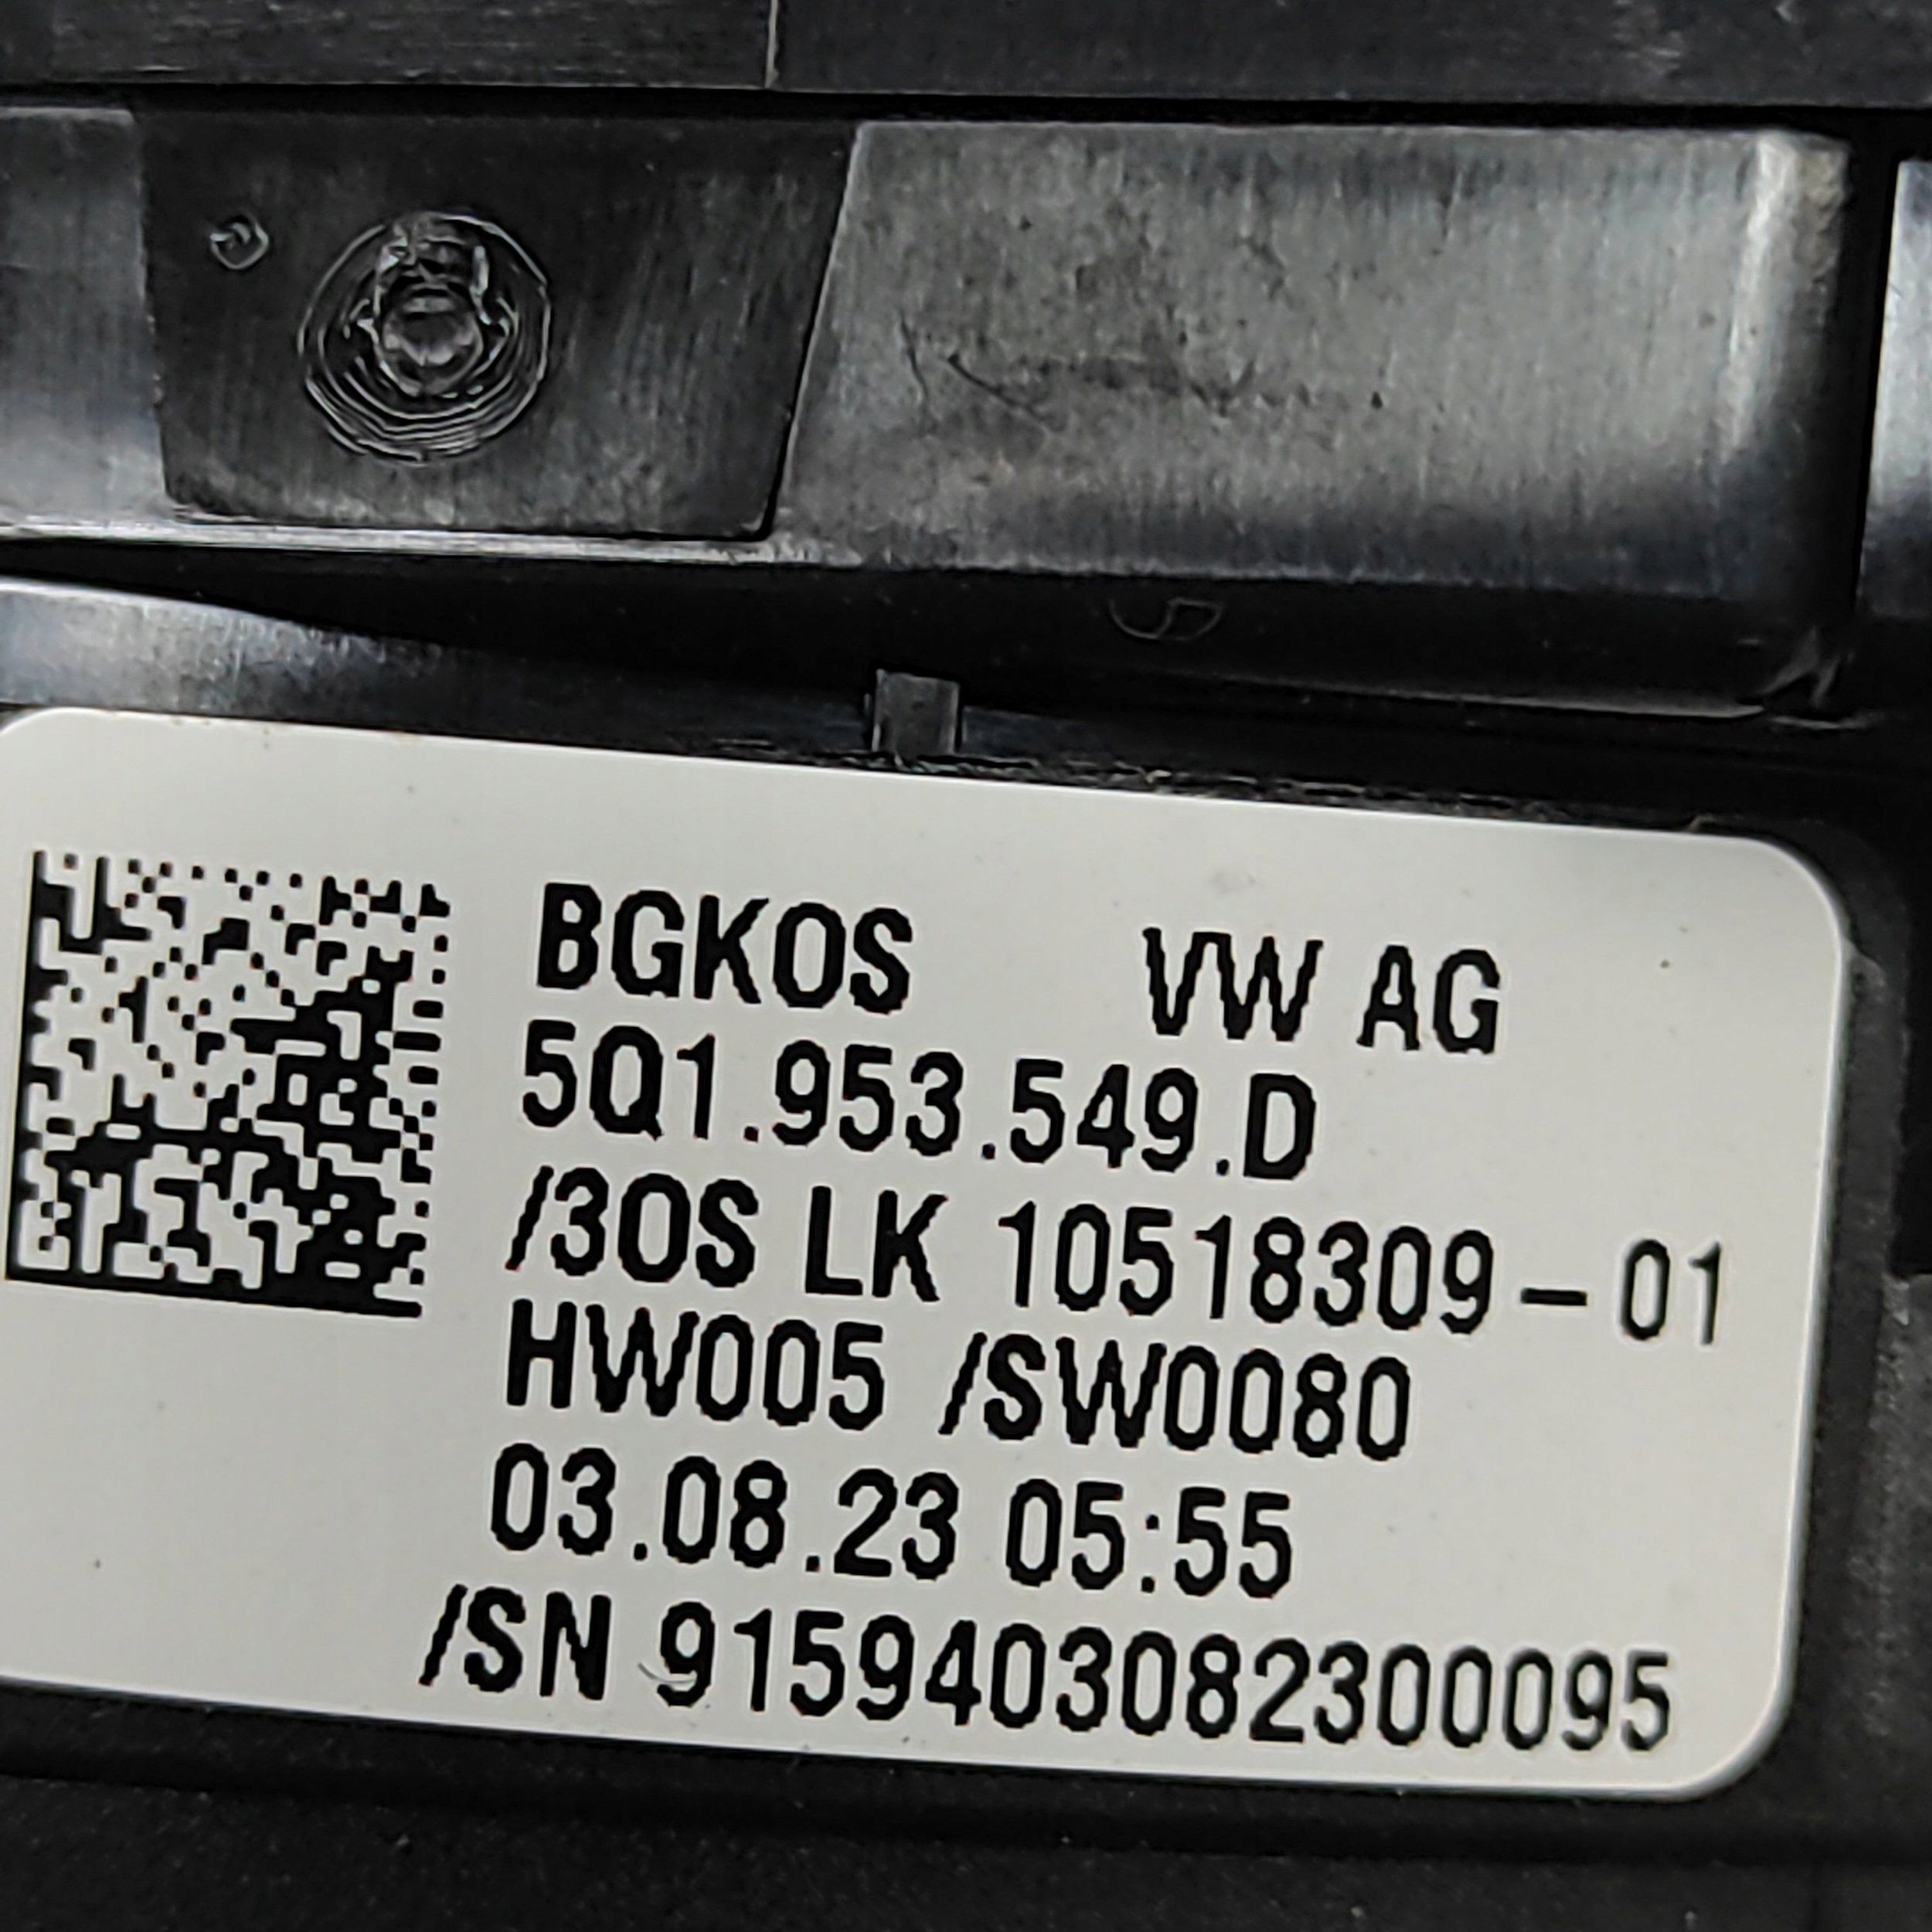 BGKOS VW AG
5Q1.953.549.D
/3OS LK 10518309-01
HW005 /SW0080
03.08.23 05:55
/SN 9159403082300095